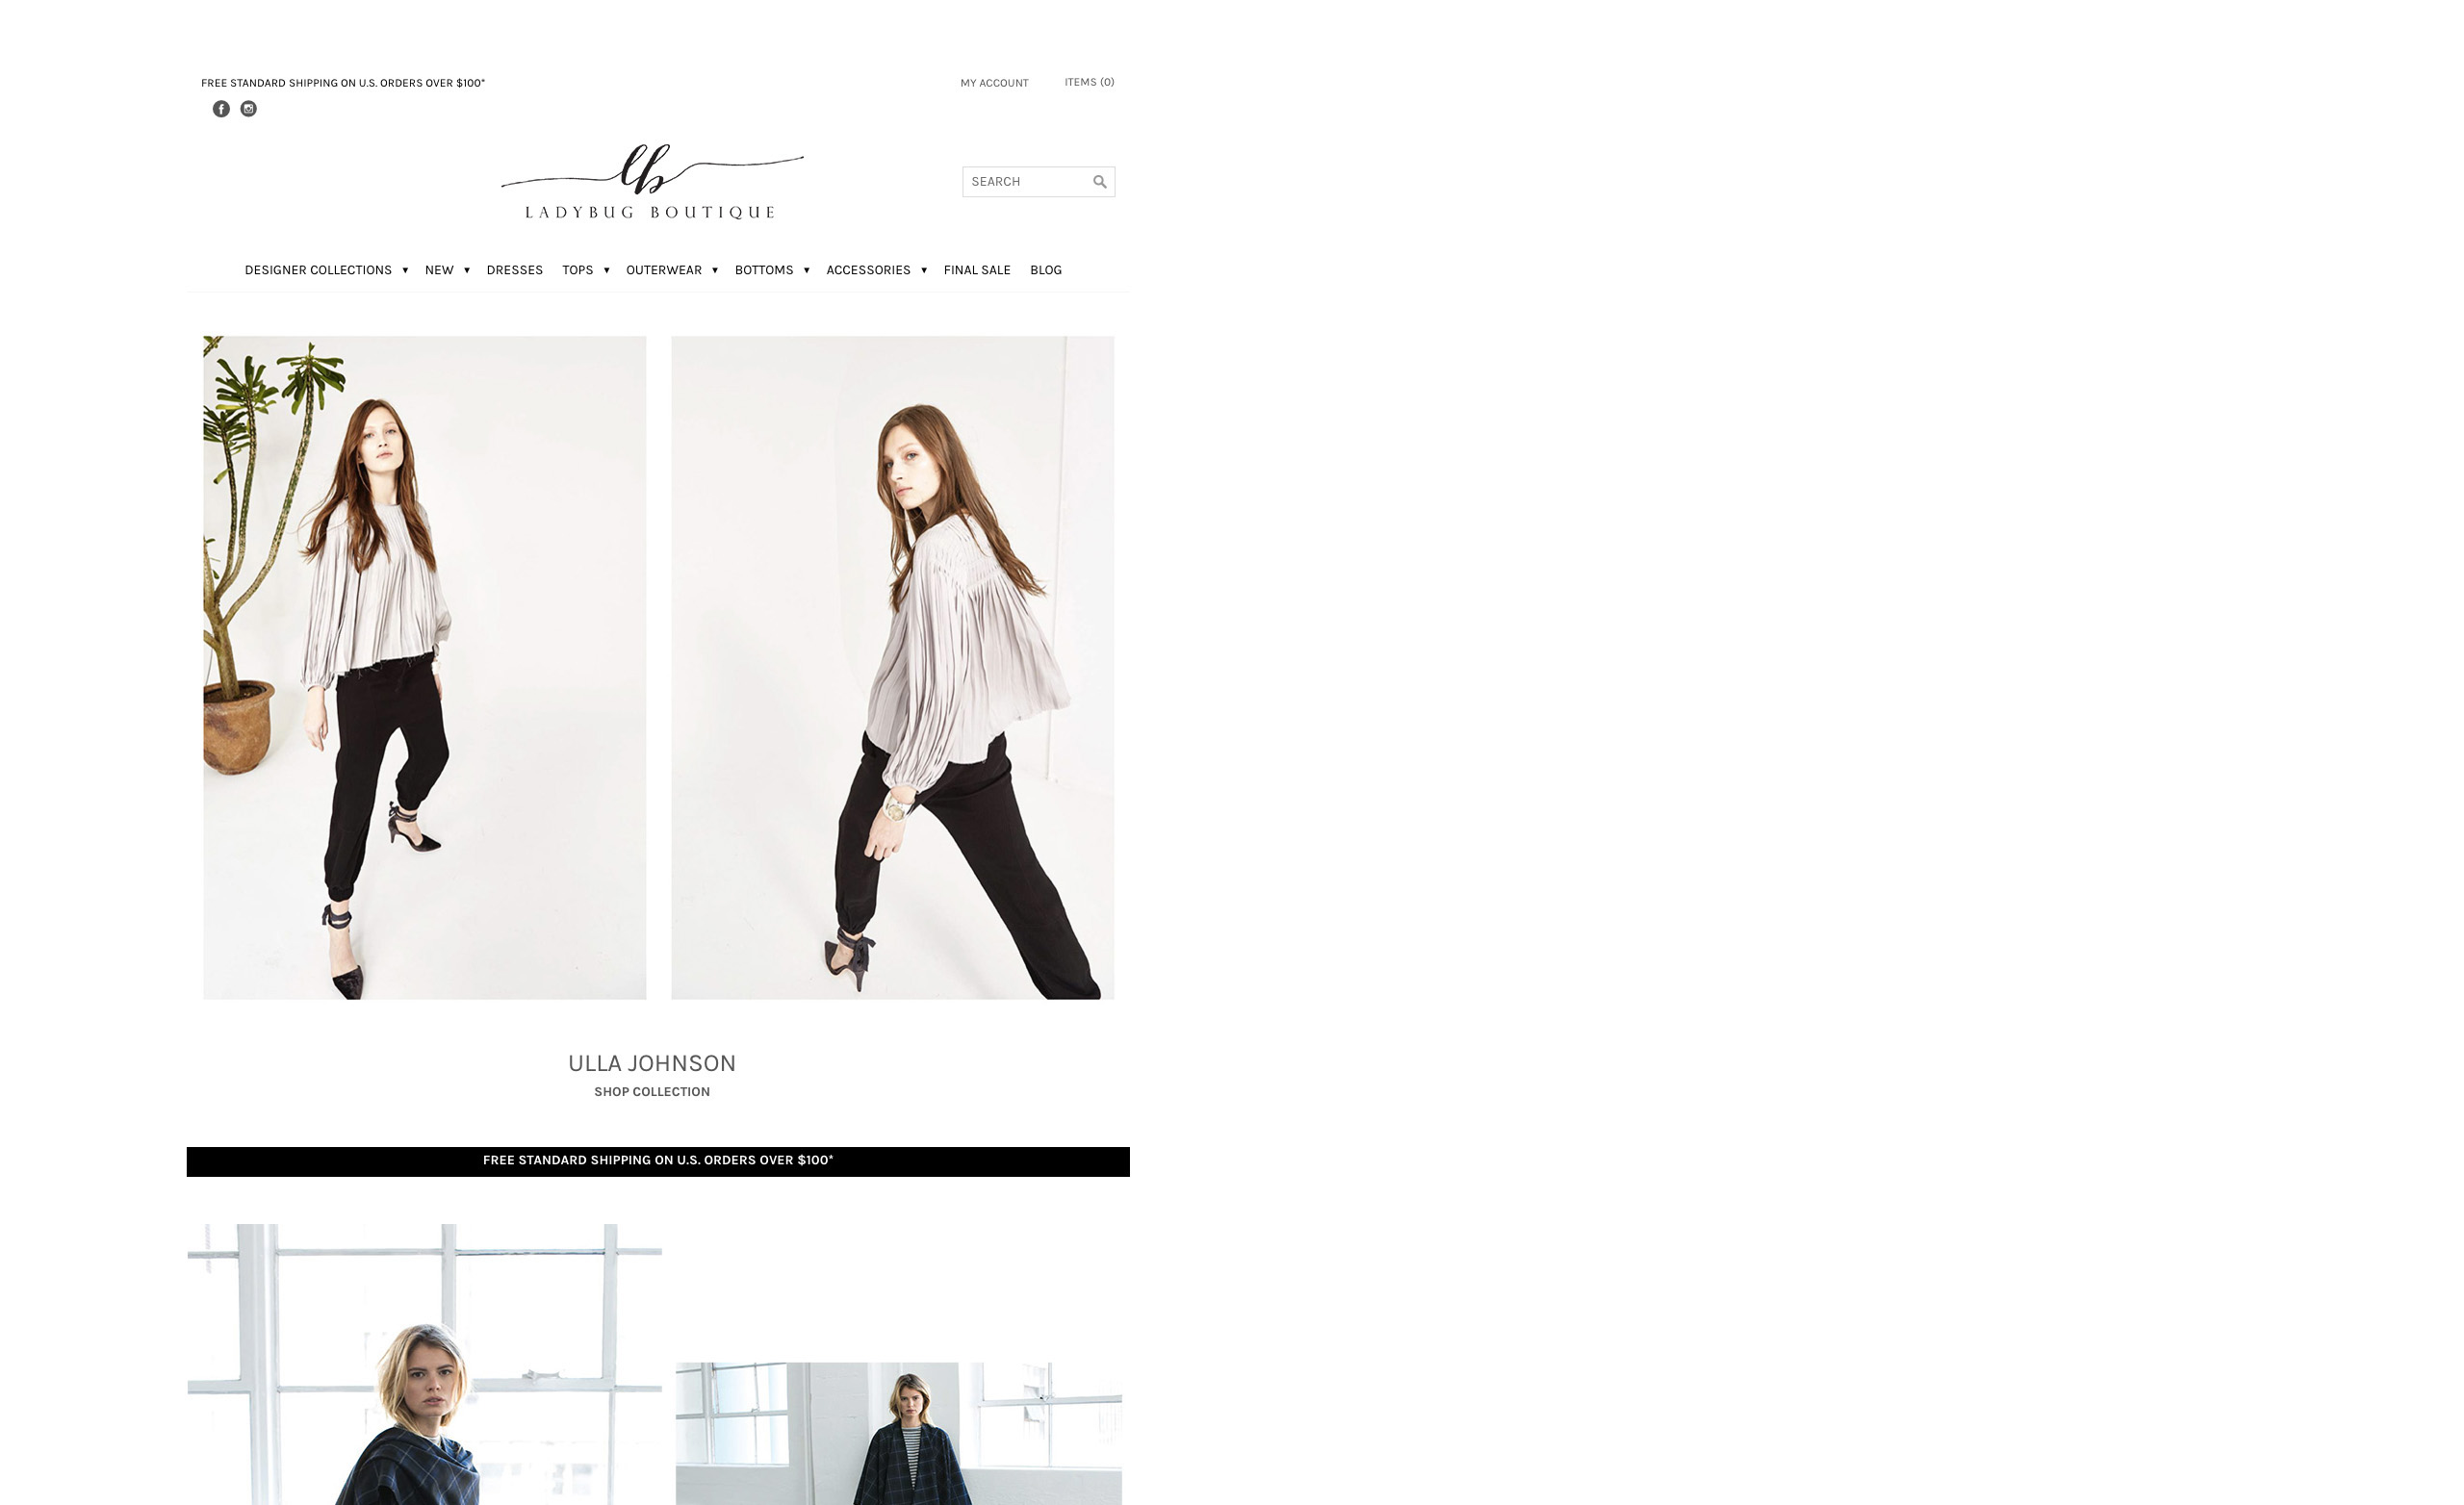 FREE STANDARD SHIPPING ON U.S. ORDERS OVER $100*
MY ACCOUNT
ITEMS (0)
lb
LADYBUG BOUTIQUE
SEARCH
DESIGNER COLLECTIONS ▼ NEW ▼ DRESSES TOPS ▼ OUTERWEAR ▼ BOTTOMS ▼ ACCESSORIES ▼ FINAL SALE BLOG
ULLA JOHNSON
SHOP COLLECTION
FREE STANDARD SHIPPING ON U.S. ORDERS OVER $100*